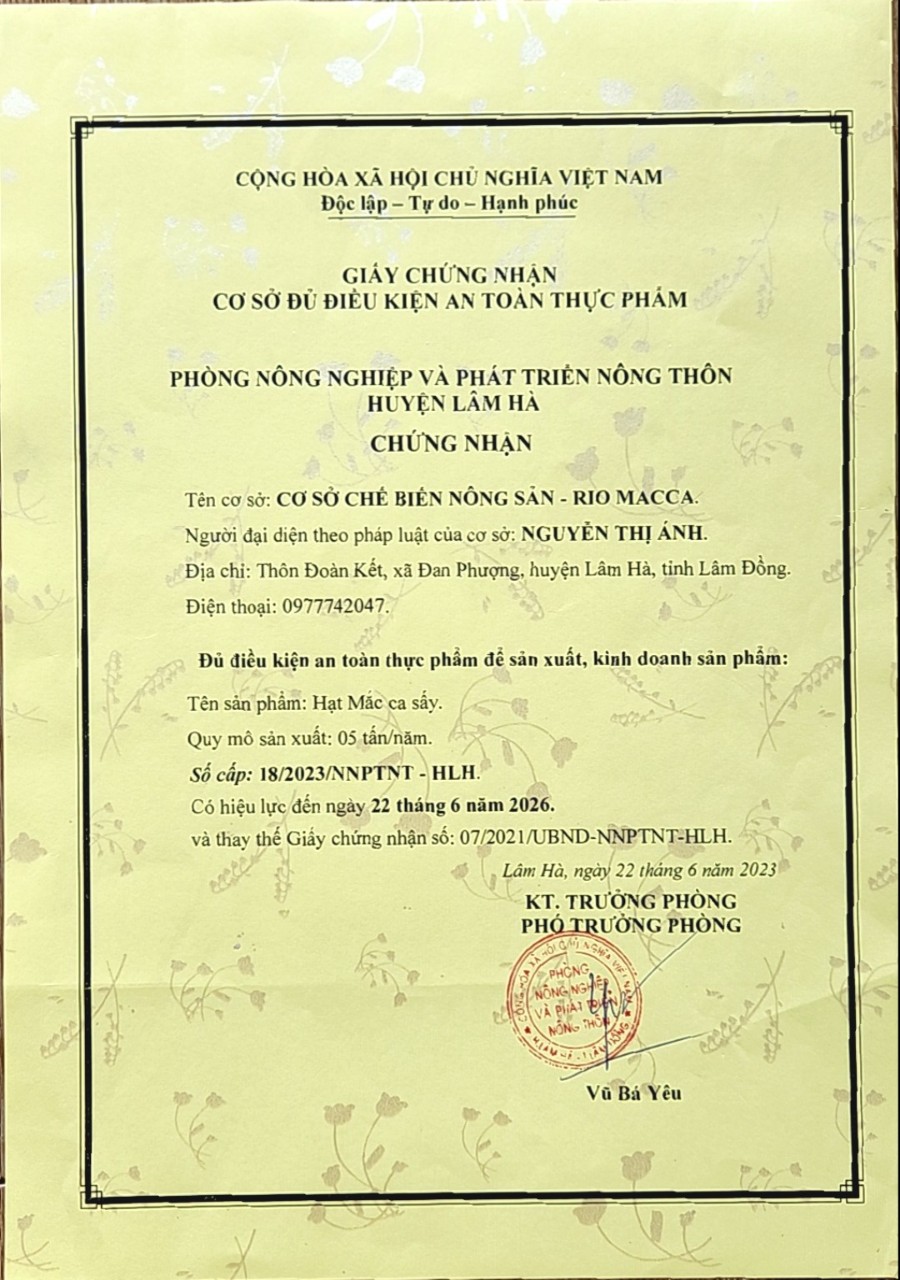 CỘNG HÒA XÃ HỘI CHỦ NGHĨA VIỆT NAM
Độc lập – Tự do – Hạnh phúc
GIẤY CHỨNG NHẬN
CƠ SỞ ĐỦ ĐIỀU KIỆN AN TOÀN THỰC PHẨM
PHÒNG NÔNG NGHIỆP VÀ PHÁT TRIỂN NÔNG THÔN
HUYỆN LÂM HÀ
CHỨNG NHẬN
Tên cơ sở: CƠ SỞ CHẾ BIẾN NÔNG SẢN - RIO MACCA.
Người đại diện theo pháp luật của cơ sở: NGUYỄN THỊ ÁNH.
Địa chỉ: Thôn Đoàn Kết, xã Đan Phượng, huyện Lâm Hà, tỉnh Lâm Đồng.
Điện thoại: 0977742047.
Đủ điều kiện an toàn thực phẩm để sản xuất, kinh doanh sản phẩm:
Tên sản phẩm: Hạt Mắc ca sấy.
Quy mô sản xuất: 05 tấn/năm.
Số cấp: 18/2023/NNPTNT - HLH.
Có hiệu lực đến ngày 22 tháng 6 năm 2026.
và thay thế Giấy chứng nhận số: 07/2021/UBND-NNPTNT-HLH.
Lâm Hà, ngày 22 tháng 6 năm 2023
KT. TRƯỞNG PHÒNG
PHÓ TRƯỞNG PHÒNG
CỘNG HÒA XÃ HỘI CHỦ NGHĨA VIỆT NAM
PHÒNG
NÔNG NGHIỆP
VÀ PHÁT TRIỂN
NÔNG THÔN
Vũ Bá Yêu